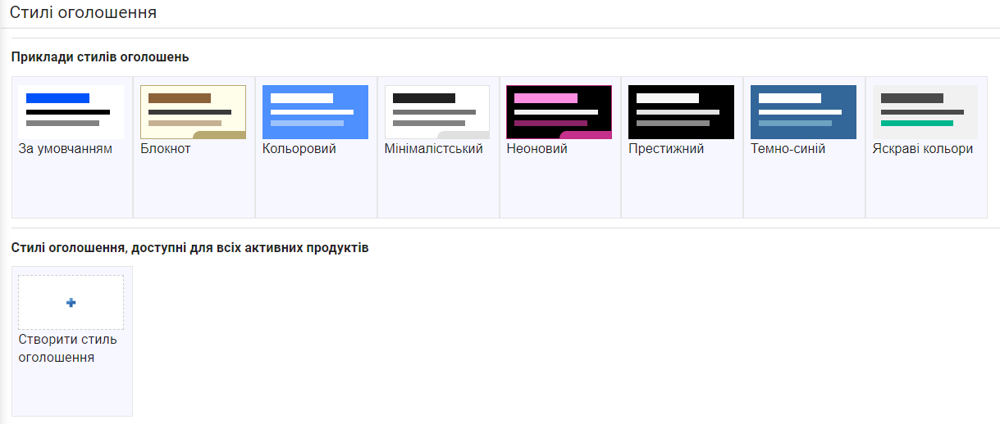 Стилі оголошення
Приклади стилів оголошень
За умовчанням
Блокнот
Кольоровий
Мінімалістський
Неоновий
Престижний
Темно-синій
Яскраві кольори
Стилі оголошення, доступні для всіх активних продуктів
Створити стиль
оголошення